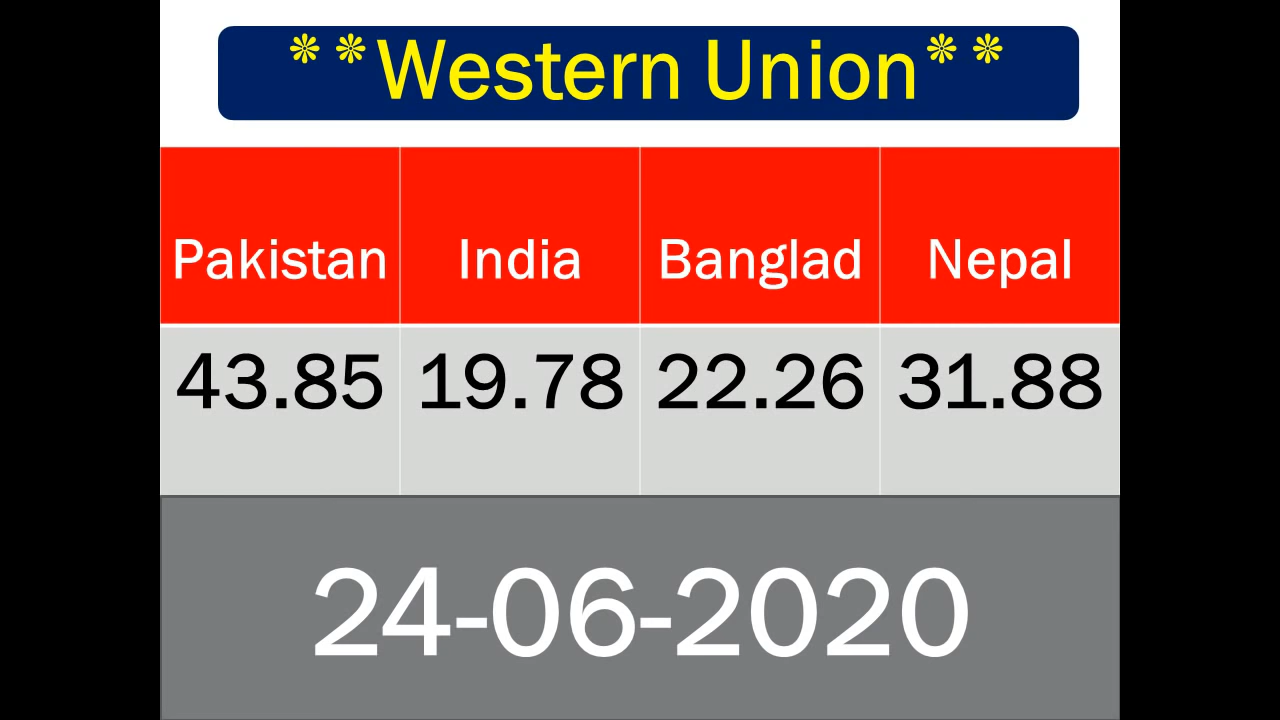 **Western Union**
Pakistan India Banglad Nepal
43.85 19.78 22.26 31.88
24-06-2020